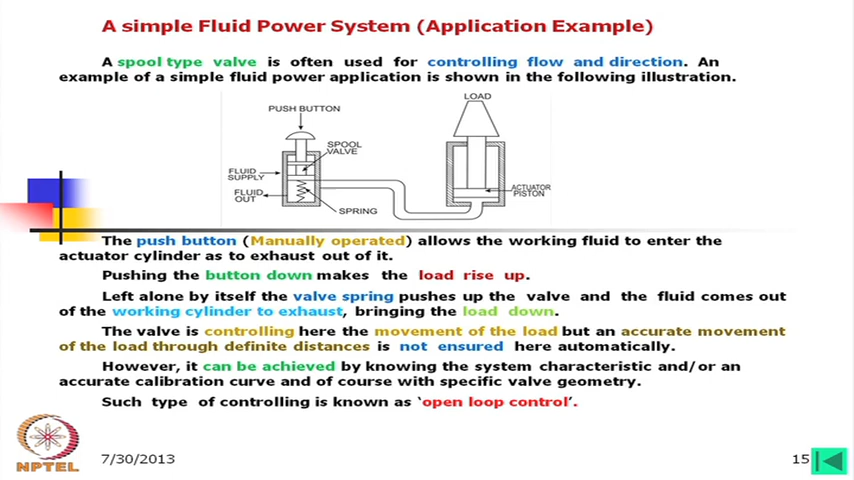 A simple Fluid Power System (Application Example)
A spool type valve is often used for controlling flow and direction. An
example of a simple fluid power application is shown in the following illustration.
LOAD
PUSH BUTTON
SPOOL
VALVE
FLUID
SUPPLY
FLUID
OUT
ACTUATOR
PISTON
SPRING
The push button (Manually operated) allows the working fluid to enter the
actuator cylinder as to exhaust out of it.
Pushing the button down makes the load rise up.
Left alone by itself the valve spring pushes up the valve and the fluid comes out
of the working cylinder to exhaust, bringing the load down.
The valve is controlling here the movement of the load but an accurate movement
of the load through definite distances is not ensured here automatically.
However, it can be achieved by knowing the system characteristic and/or an
accurate calibration curve and of course with specific valve geometry.
Such type of controlling is known as ‘open loop control’.
NPTEL
7/30/2013
15